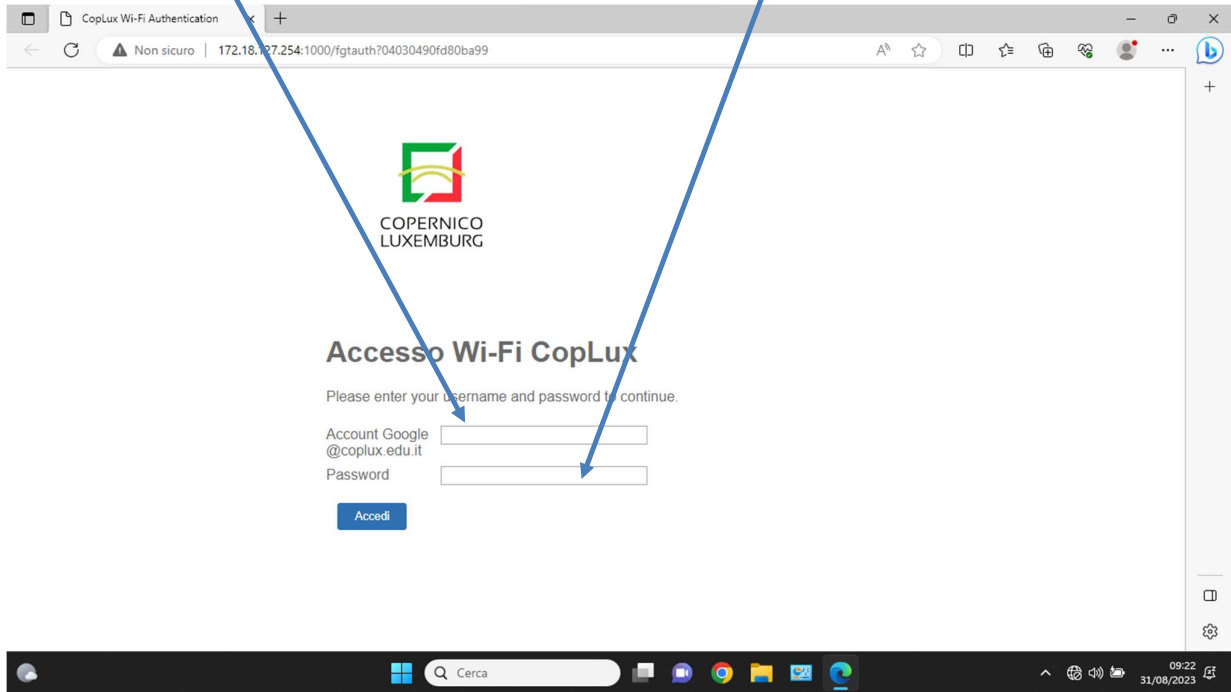 CopLux Wi-Fi Authentication
Non sicuro | 172.18.127.254:1000/fgtauth?04030490fd80ba99
COPERNICO
LUXEMBURG
Accesso Wi-Fi CopLux
Please enter your username and password to continue.
Account Google
@coplux.edu.it
Password
Accedi
Cerca
09:22
31/08/2023